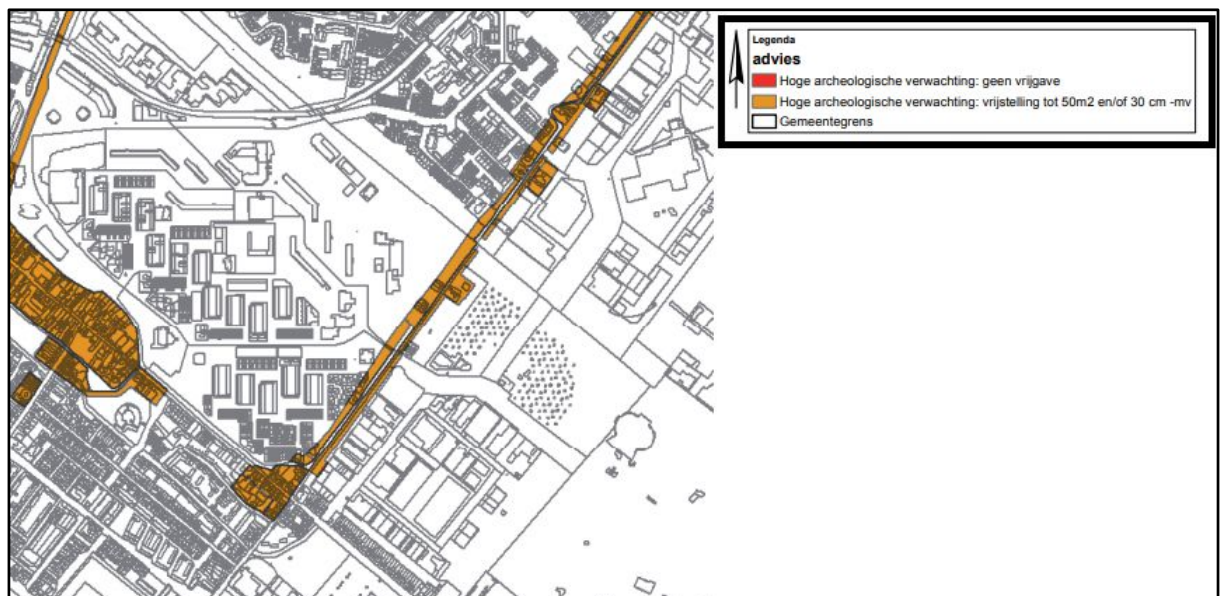 Legenda
advies
Hoge archeologische verwachting: geen vrijgave
Hoge archeologische verwachting: vrijstelling tot 50m2 en/of 30 cm -mv
Gemeentegrens